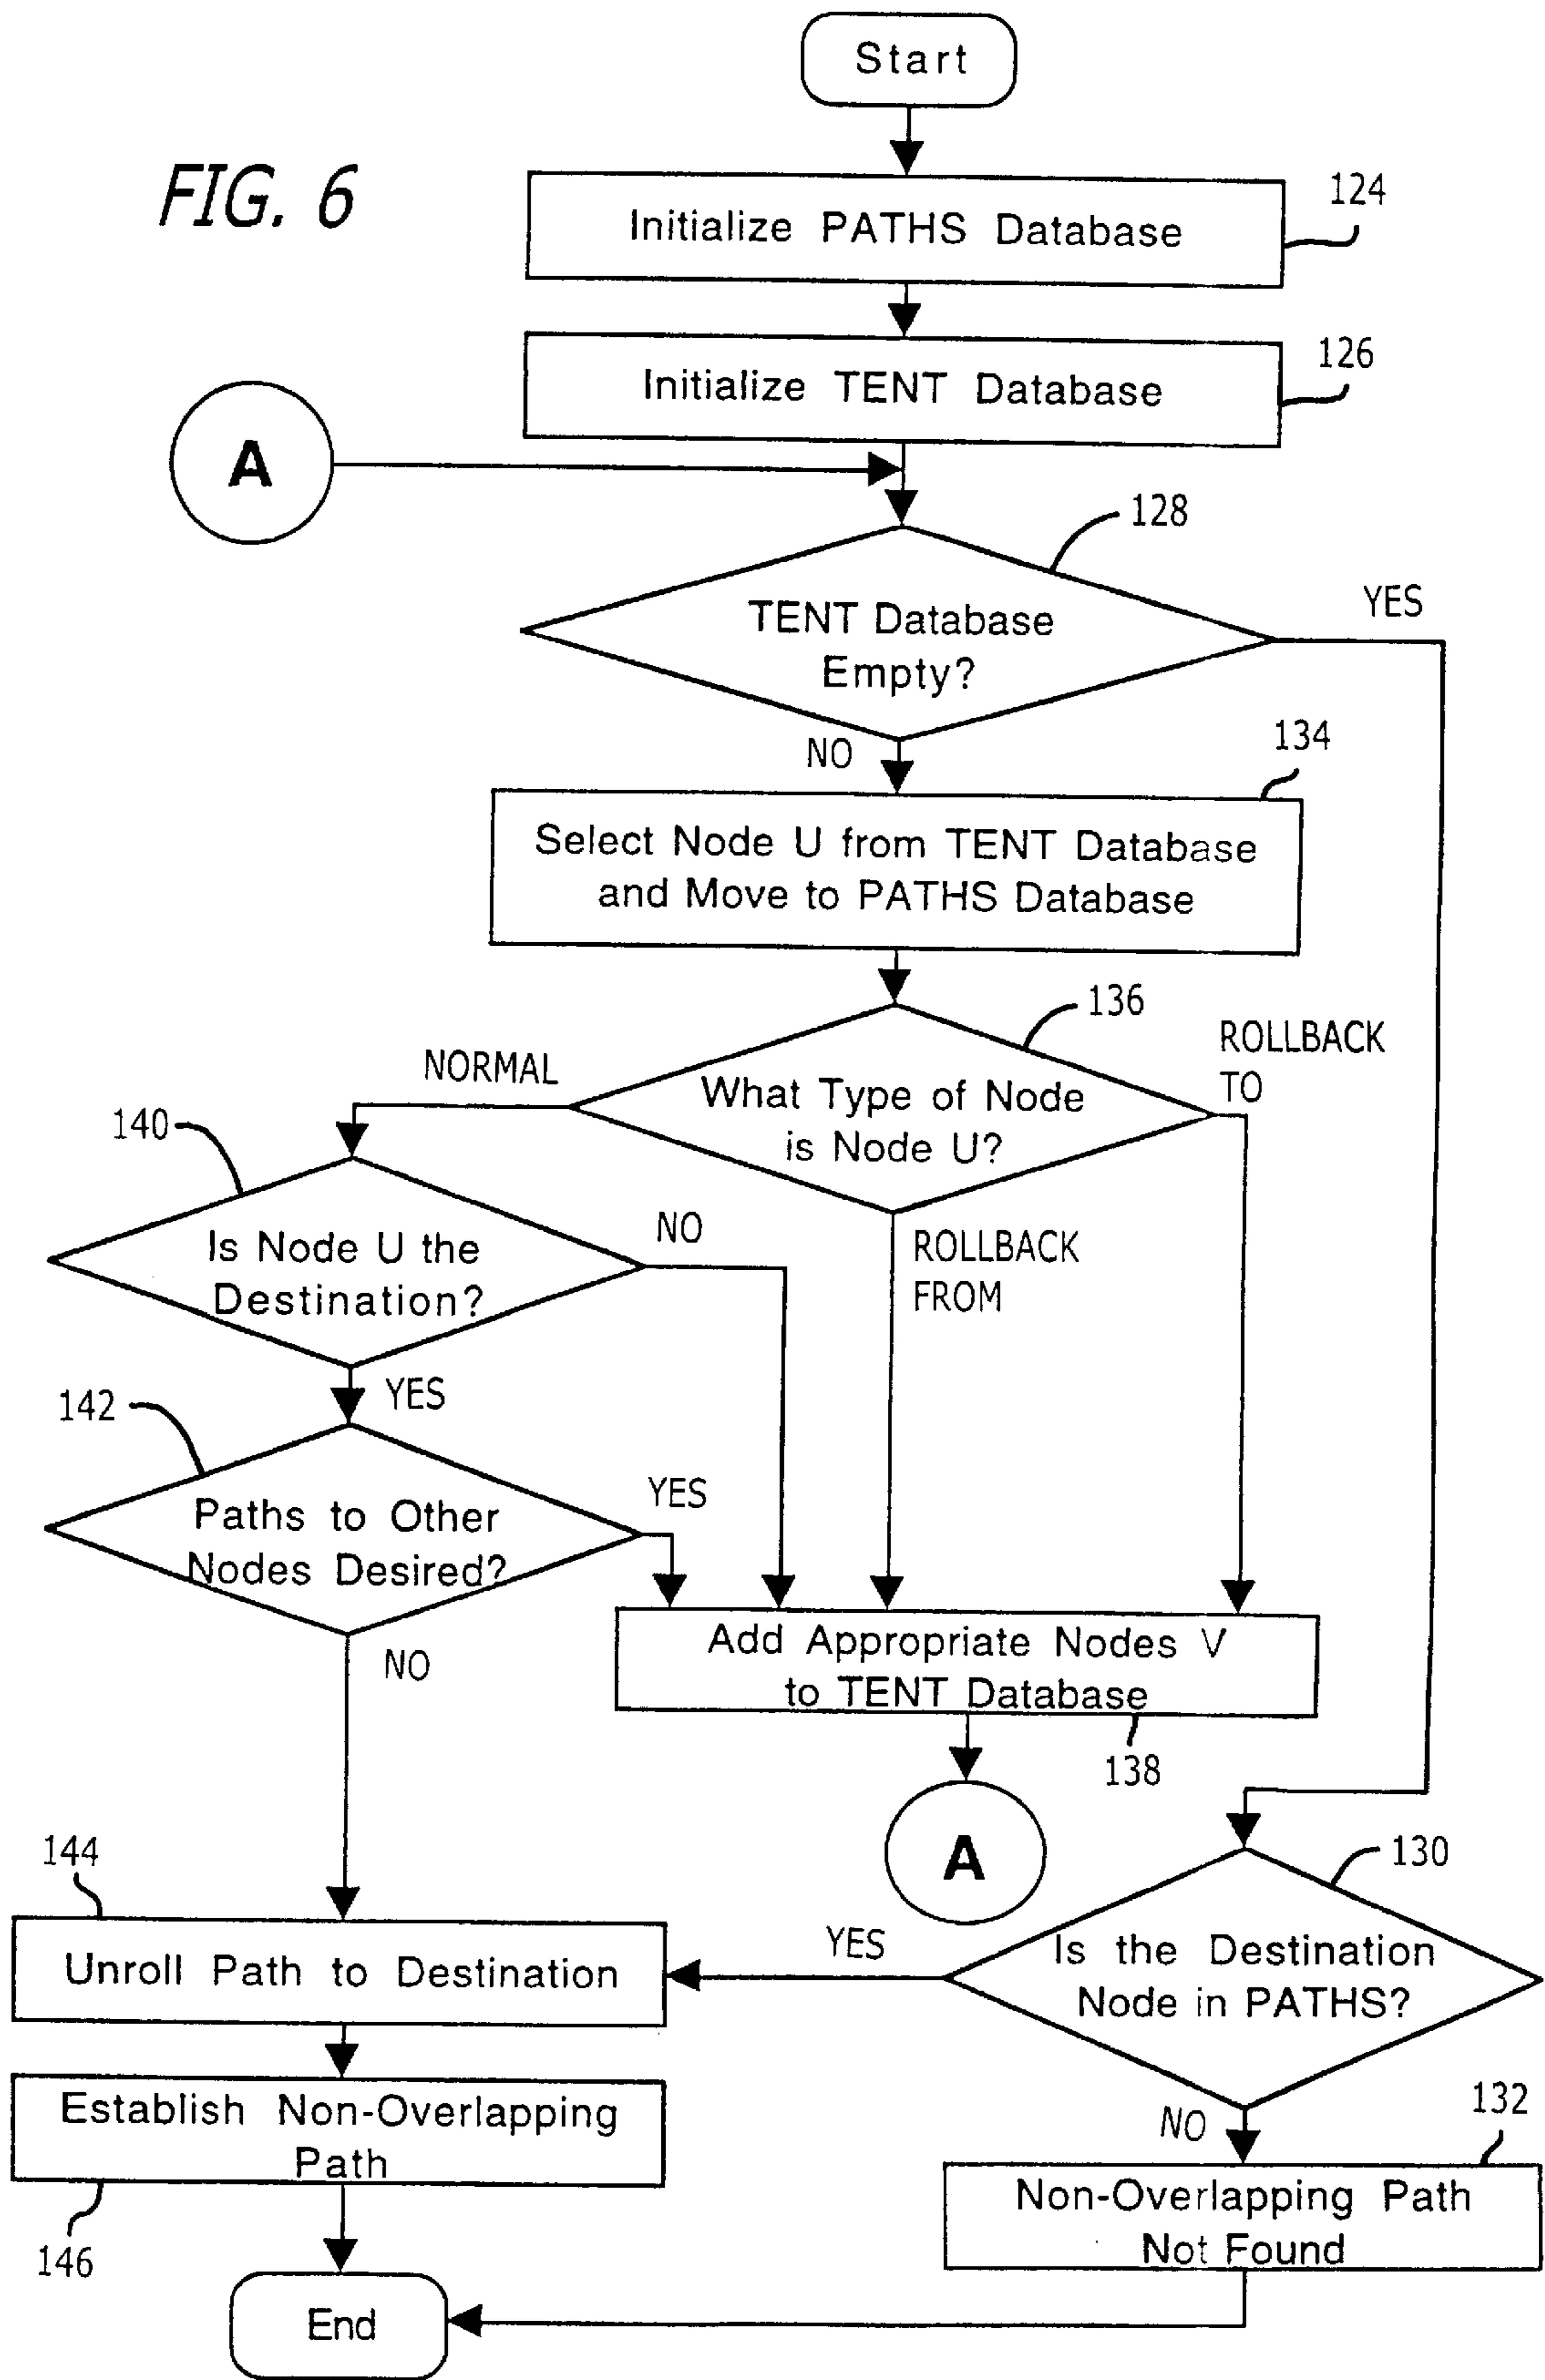 Start
FIG. 6
124
Initialize PATHS Database
126
Initialize TENT Database
A
128
YES
TENT Database
Empty?
NO
134
Select Node U from TENT Database
and Move to PATHS Database
136
ROLLBACK
TO
NORMAL
What Type of Node
is Node U?
140
NO
Is Node U the
Destination?
ROLLBACK
FROM
YES
142
YES
Paths to Other
Nodes Desired?
NO
Add Appropriate Nodes V
to TENT Database
138
A
144
130
YES
Unroll Path to Destination
Is the Destination
Node in PATHS?
Establish Non-Overlapping
Path
NO
132
Non-Overlapping Path
Not Found
146
End